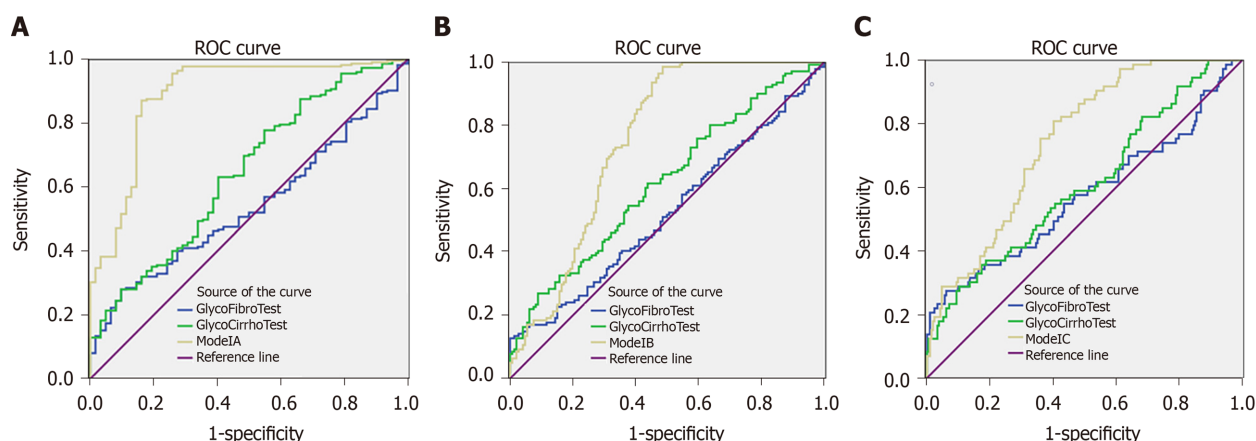 A
ROC curve
1.0
0.8
0.6
0.4
0.2
0.0
Sensitivity
Source of the curve
GlycoFibroTest
GlycoCirrhoTest
ModelA
Reference line
0.0 0.2 0.4 0.6 0.8 1.0
1-specificity
B
ROC curve
1.0
0.8
0.6
0.4
0.2
0.0
Sensitivity
Source of the curve
GlycoFibroTest
GlycoCirrhoTest
ModelB
Reference line
0.0 0.2 0.4 0.6 0.8 1.0
1-specificity
C
ROC curve
1.0
0.8
0.6
0.4
0.2
0.0
Sensitivity
Source of the curve
GlycoFibroTest
GlycoCirrhoTest
ModelC
Reference line
0.0 0.2 0.4 0.6 0.8 1.0
1-specificity